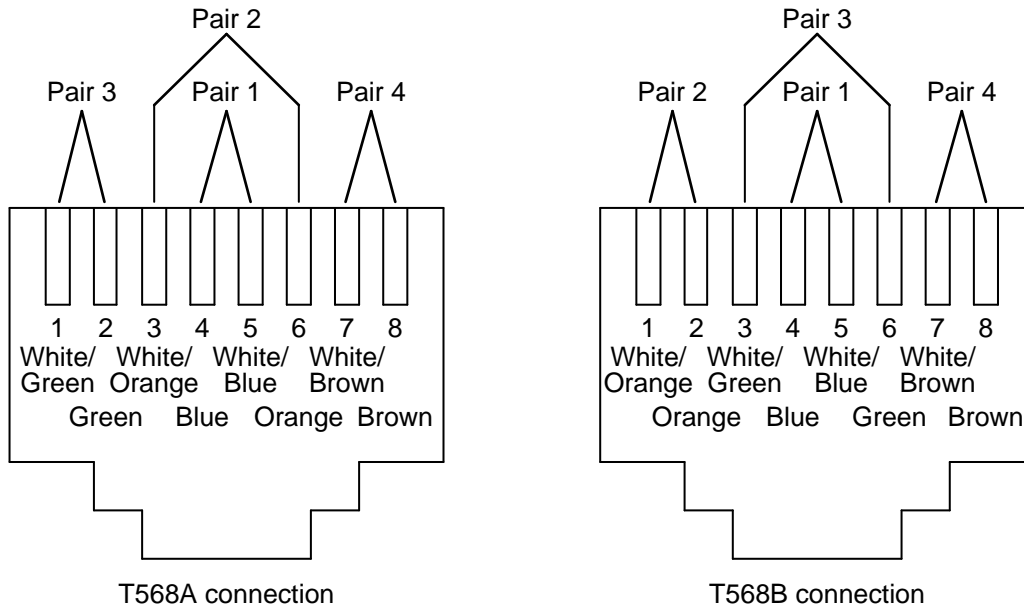 Pair 2
Pair 3 Pair 1 Pair 4
1 2 3 4 5 6 7 8
White/ White/ White/ White/
Green Orange Blue Brown
Green Blue Orange Brown
T568A connection
Pair 3
Pair 2 Pair 1 Pair 4
1 2 3 4 5 6 7 8
White/ White/ White/ White/
Orange Green Blue Brown
Orange Blue Green Brown
T568B connection